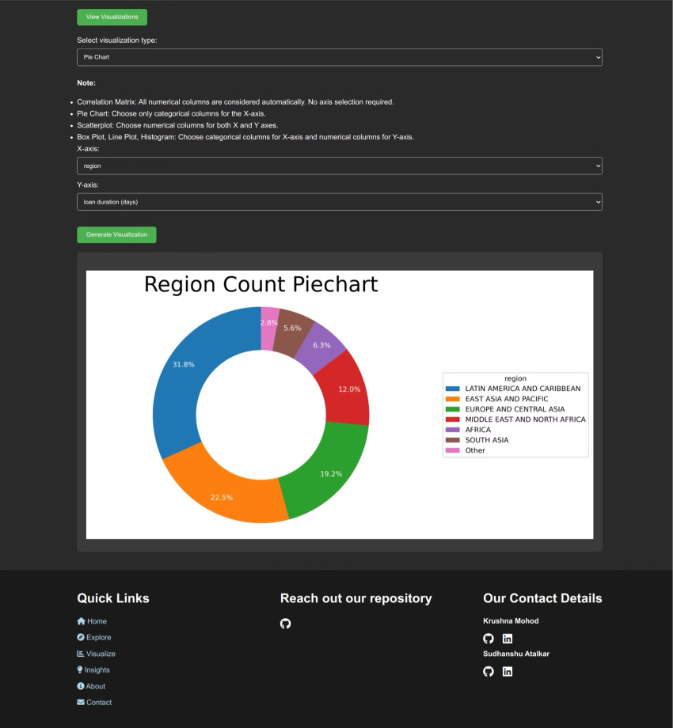 View Visualizations
Select visualization type:
Pie Chart
Note:
• Correlation Matrix: All numerical columns are considered automatically. No axis selection required.
• Pie Chart: Choose only categorical columns for the X-axis.
• Scatterplot: Choose numerical columns for both X and Y axes.
• Box Plot, Line Plot, Histogram: Choose categorical columns for X-axis and numerical columns for Y-axis.
X-axis:
region
Y-axis:
loan duration (days)
Generate Visualization
Region Count Piechart
2.8%
5.6%
6.3%
31.8%
12.0%
19.2%
22.5%
region
LATIN AMERICA AND CARIBBEAN
EAST ASIA AND PACIFIC
EUROPE AND CENTRAL ASIA
MIDDLE EAST AND NORTH AFRICA
AFRICA
SOUTH ASIA
Other
Quick Links
Home
Explore
Visualize
Insights
About
Contact
Reach out our repository
Our Contact Details
Krushna Mohod
Sudhanshu Atalkar